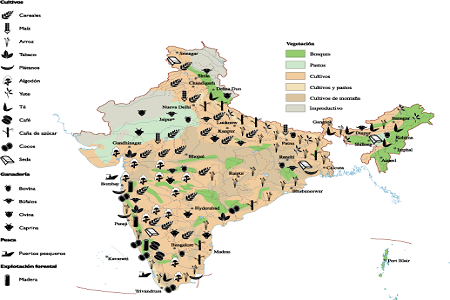 Cultivos
Cereales
Maíz
Arroz
Tabaco
Plátanos
Algodón
Yute
Té
Café
Caña de azúcar
Cocos
Seda
Ganadería
Bovina
Búfalos
Ovina
Caprina
Pesca
Puertos pesqueros
Explotación forestal
Madera
Vegetación
Bosques
Pastos
Cultivos
Cultivos y pastos
Cultivos de montaña
Improductivo
Srinagar
Simla
Chandigarh
Dehra Dun
Nueva Delhi
Jaipur
Lucknow
Kanpur
Gangtok
Itanagar
Dispur
Shillong
Kohima
Imphal
Aizawl
Patna
Gandhinagar
Bhopal
Ranchi
Calcuta
Raipur
Bhubaneswar
Bombay
Hyderabad
Panaji
Bangalore
Madrás
Kavaratti
Trivandrum
Port Blair